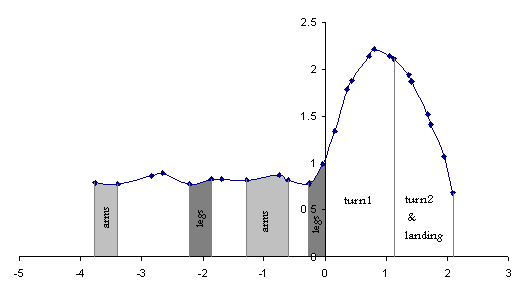 2.5
2
1.5
1
0.5
0
arms
legs
arms
legs
turn1
turn2
&
landing
-5 -4 -3 -2 -1 0 1 2 3